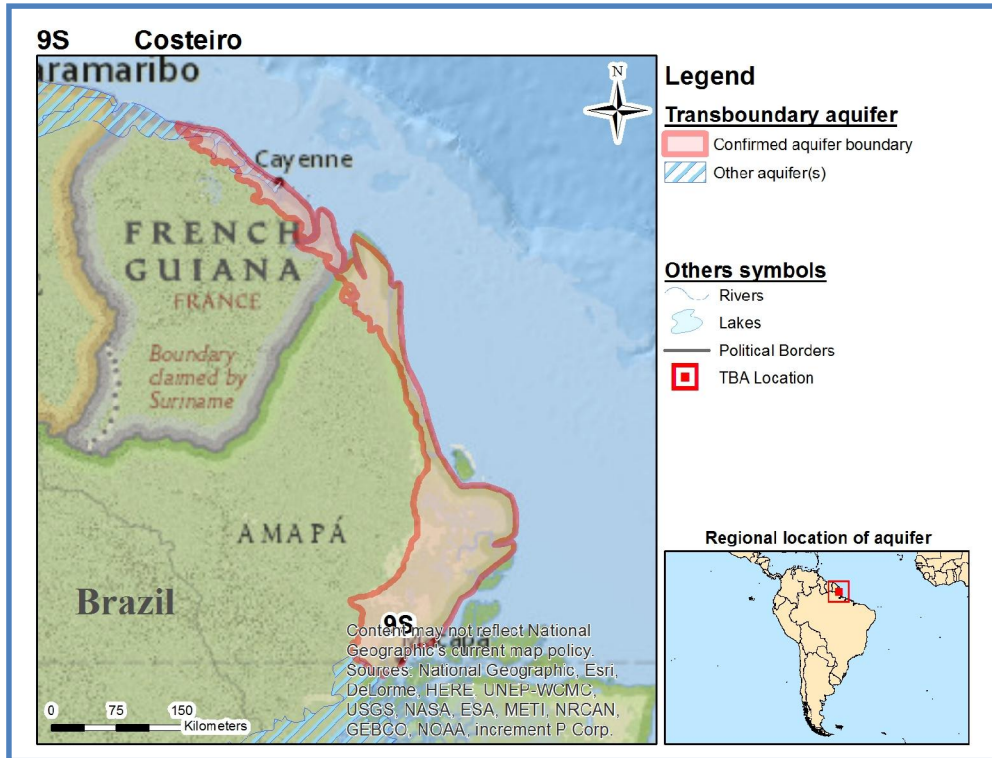 9S Costeiro
aramaribo
Cayenne
FRENCH
GUIANA
FRANCE
Boundary
claimed by
Suriname
AMAPÁ
Brazil
9S
Macapá
Content may not reflect National
Geographic's current map policy.
Sources: National Geographic, Esri,
DeLorme, HERE, UNEP-WCMC,
USGS, NASA, ESA, METI, NRCAN,
GEBCO, NOAA, increment P Corp.
0 75 150
Kilometers
N
Legend
Transboundary aquifer
Confirmed aquifer boundary
Other aquifer(s)
Others symbols
Rivers
Lakes
Political Borders
TBA Location
Regional location of aquifer